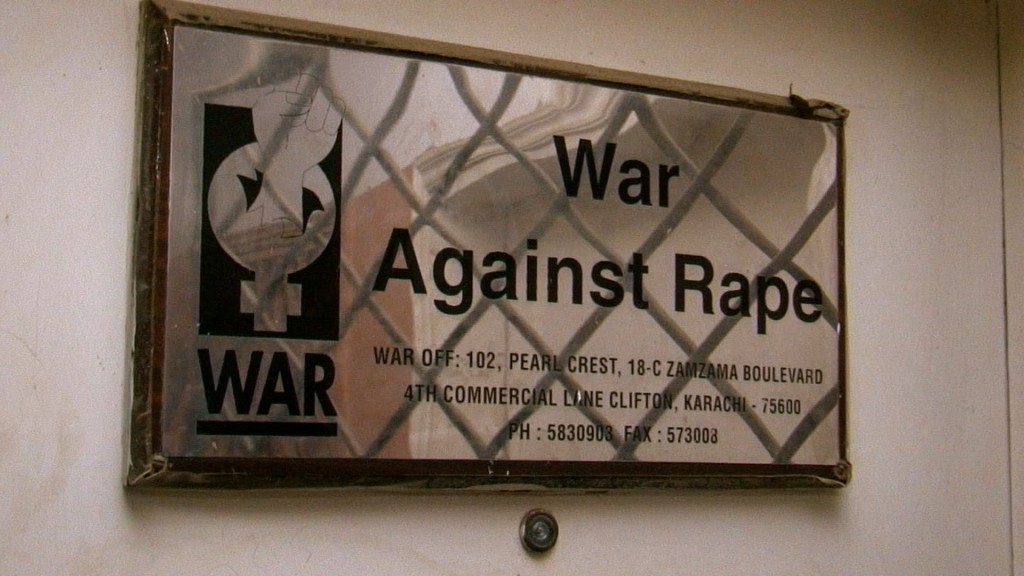 War
Against Rape
WAR
WAR OFF: 102, PEARL CREST, 18-C ZAMZAMA BOULEVARD
4TH COMMERCIAL LANE CLIFTON, KARACHI - 75600
PH : 5830903 FAX : 573008